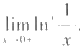 lim ln^x 1/x
x→0+